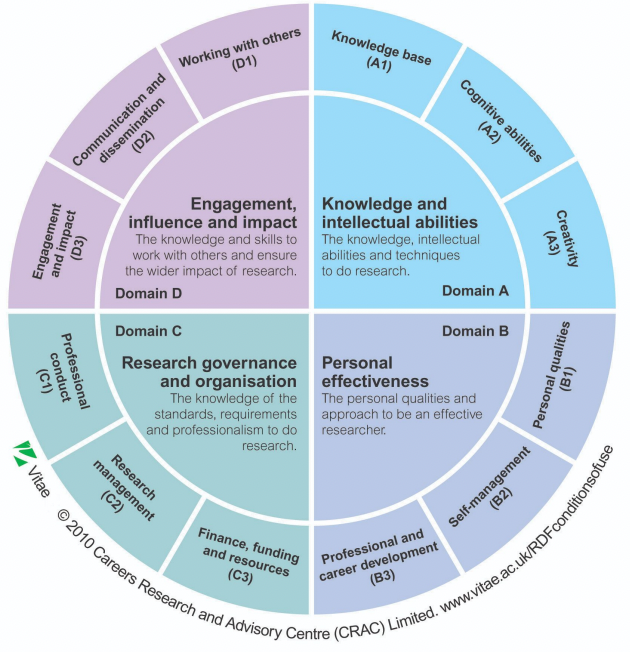 Working with others
(D1)
Knowledge base
(A1)
Communication and
dissemination
(D2)
Cognitive abilities
(A2)
Engagement
and impact
(D3)
Creativity
(A3)
Engagement,
influence and impact
The knowledge and skills to
work with others and ensure
the wider impact of research.
Domain D
Knowledge and
intellectual abilities
The knowledge, intellectual
abilities and techniques
to do research.
Domain A
Domain C
Research governance
and organisation
The knowledge of the
standards, requirements
and professionalism to do
research.
Domain B
Personal
effectiveness
The personal qualities and
approach to be an effective
researcher.
Professional
conduct
(C1)
Personal qualities
(B1)
Research
management
(C2)
Self-management
(B2)
Finance, funding
and resources
(C3)
Professional and
career development
(B3)
Vitae
© 2010 Careers Research and Advisory Centre (CRAC) Limited. www.vitae.ac.uk/RDFconditionsofuse